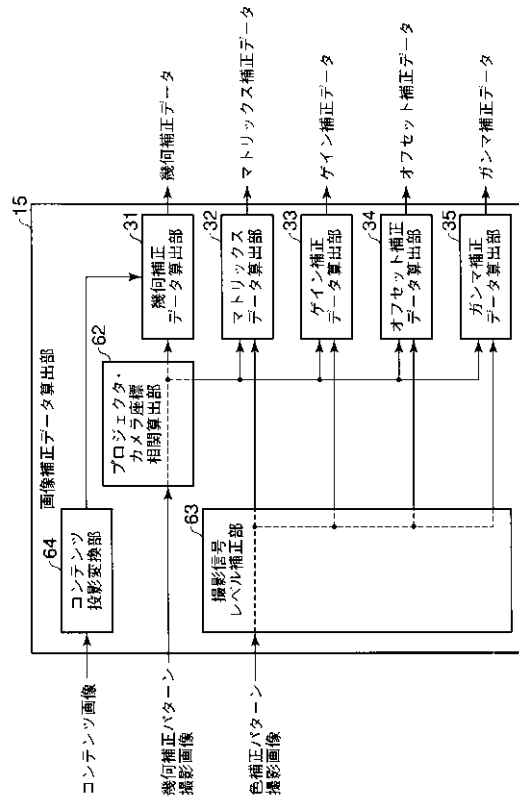 15
画像補正データ算出部
コンテンツ画像
64
コンテンツ
投影変換部
幾何補正パターン
撮影画像
62
プロジェクタ・
カメラ座標
相関算出部
色補正パターン
撮影画像
63
撮影信号
レベル補正部
31
幾何補正
データ算出部
幾何補正データ
32
マトリックス
データ算出部
マトリックス補正データ
33
ゲイン補正
データ算出部
ゲイン補正データ
34
オフセット補正
データ算出部
オフセット補正データ
35
ガンマ補正
データ算出部
ガンマ補正データ